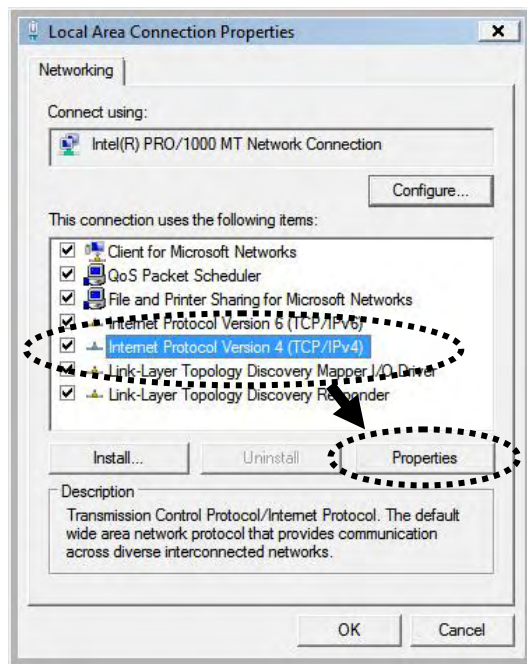 Local Area Connection Properties
Networking
Connect using:
Intel(R) PRO/1000 MT Network Connection
Configure...
This connection uses the following items:
Client for Microsoft Networks
QoS Packet Scheduler
File and Printer Sharing for Microsoft Networks
Internet Protocol Version 6 (TCP/IPv6)
Internet Protocol Version 4 (TCP/IPv4)
Link-Layer Topology Discovery Mapper I/O Driver
Link-Layer Topology Discovery Responder
Install...
Uninstall
Properties
Description
Transmission Control Protocol/Internet Protocol. The default
wide area network protocol that provides communication
across diverse interconnected networks.
OK
Cancel